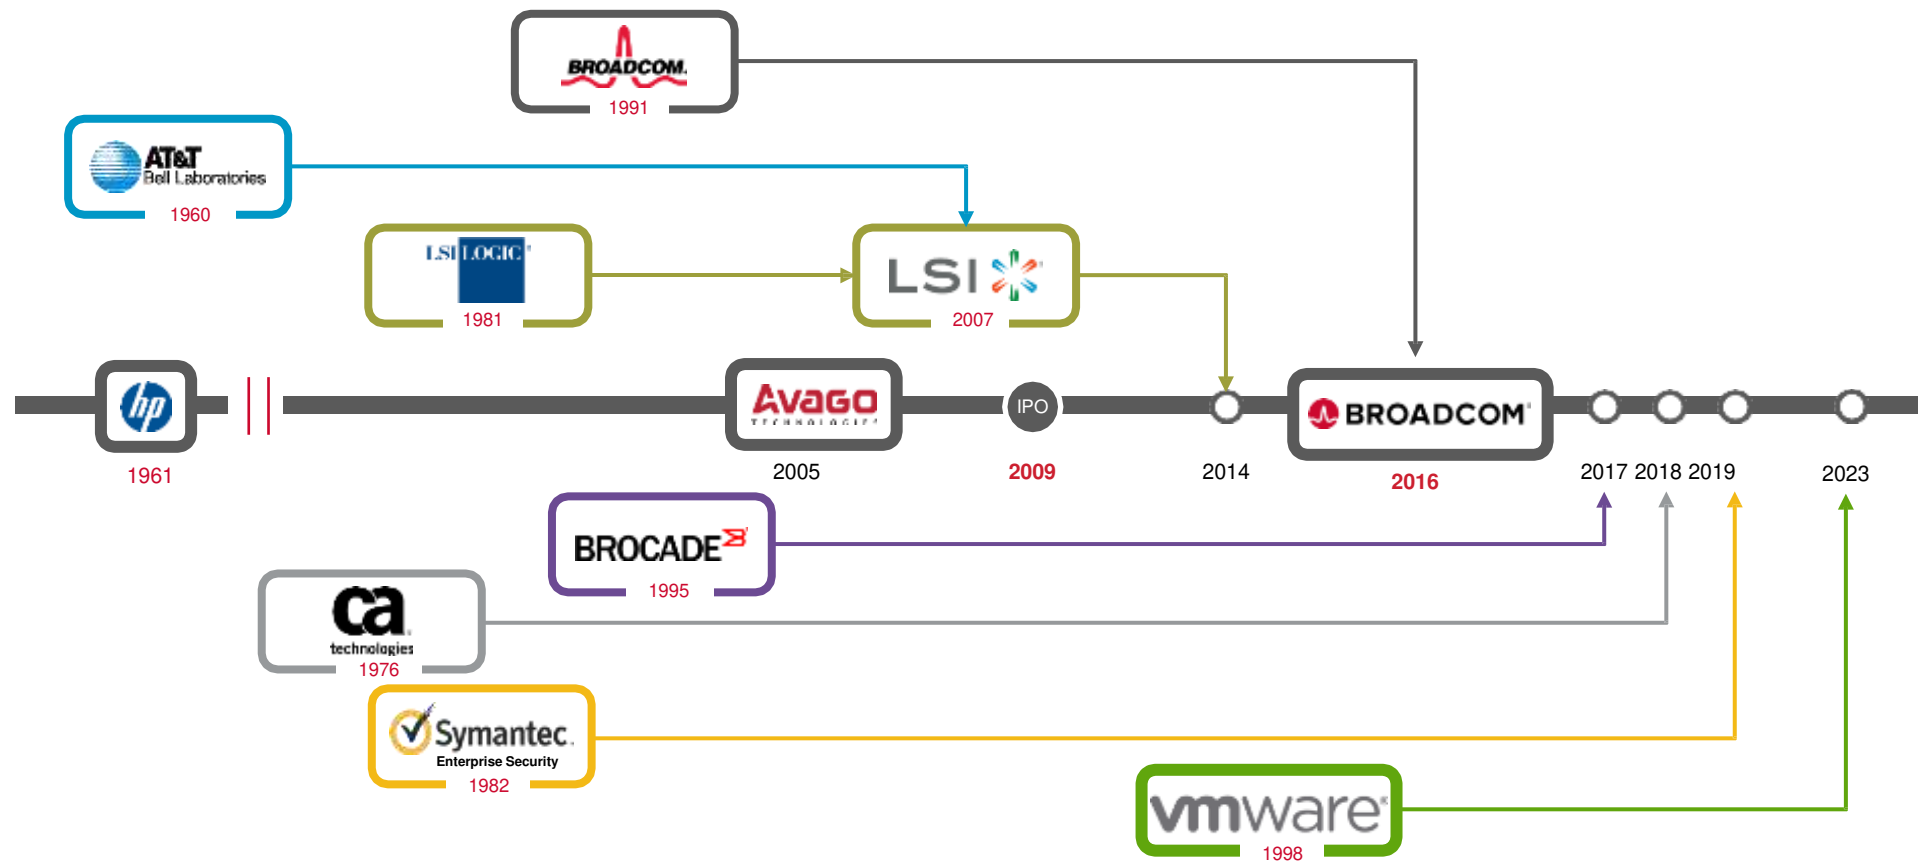 BROADCOM.
1991
AT&T
Bell Laboratories
1960
LSI LOGIC
1981
LSI
2007
hp
AVAGO
TECHNOLOGIES
IPO
BROADCOM
1961
2005
2009
2014
2016
2017 2018 2019
2023
BROCADE
1995
ca
technologies
1976
Symantec.
Enterprise Security
1982
vmware
1998